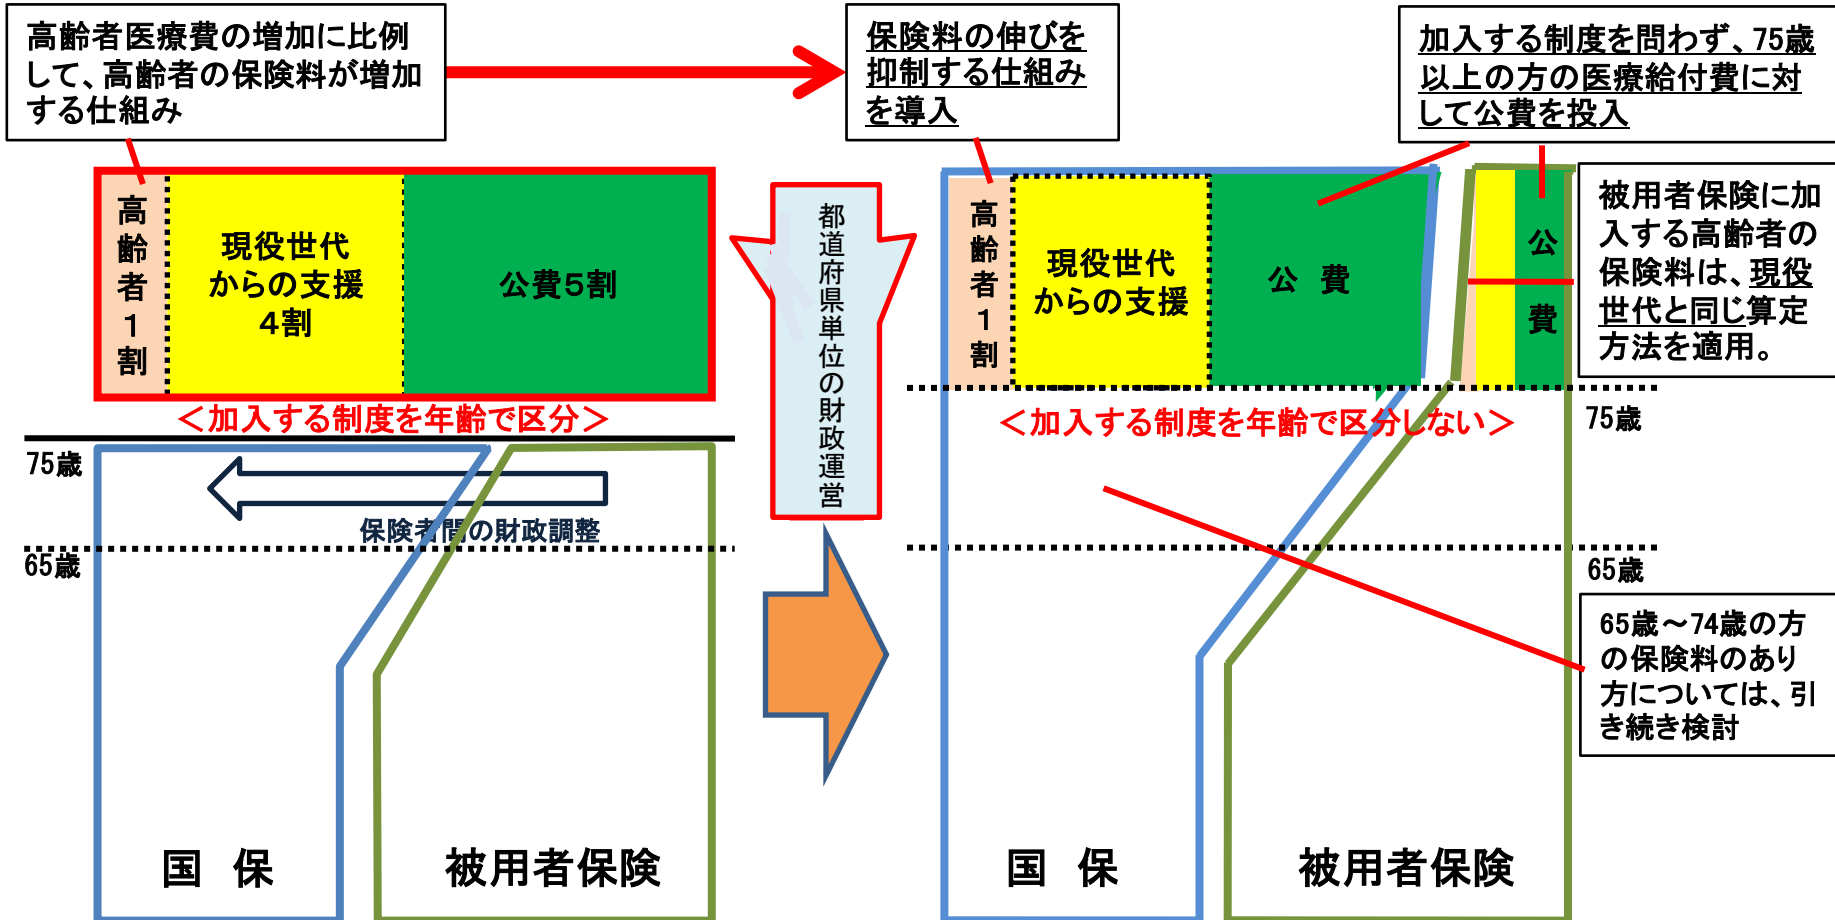 高齢者医療費の増加に比例
して、高齢者の保険料が増加
する仕組み
保険料の伸びを
抑制する仕組み
を導入
加入する制度を問わず、75歳
以上の方の医療給付費に対
して公費を投入
高齢者1割
現役世代
からの支援
4割
公費5割
都道府県単位の財政運営
高齢者1割
現役世代
からの支援
公 費
公費
被用者保険に加
入する高齢者の
保険料は、現役
世代と同じ算定
方法を適用。
＜加入する制度を年齢で区分＞
＜加入する制度を年齢で区分しない＞
75歳
75歳
保険者間の財政調整
65歳
65歳
65歳～74歳の方
の保険料のあり
方については、引
き続き検討
国 保
被用者保険
国 保
被用者保険